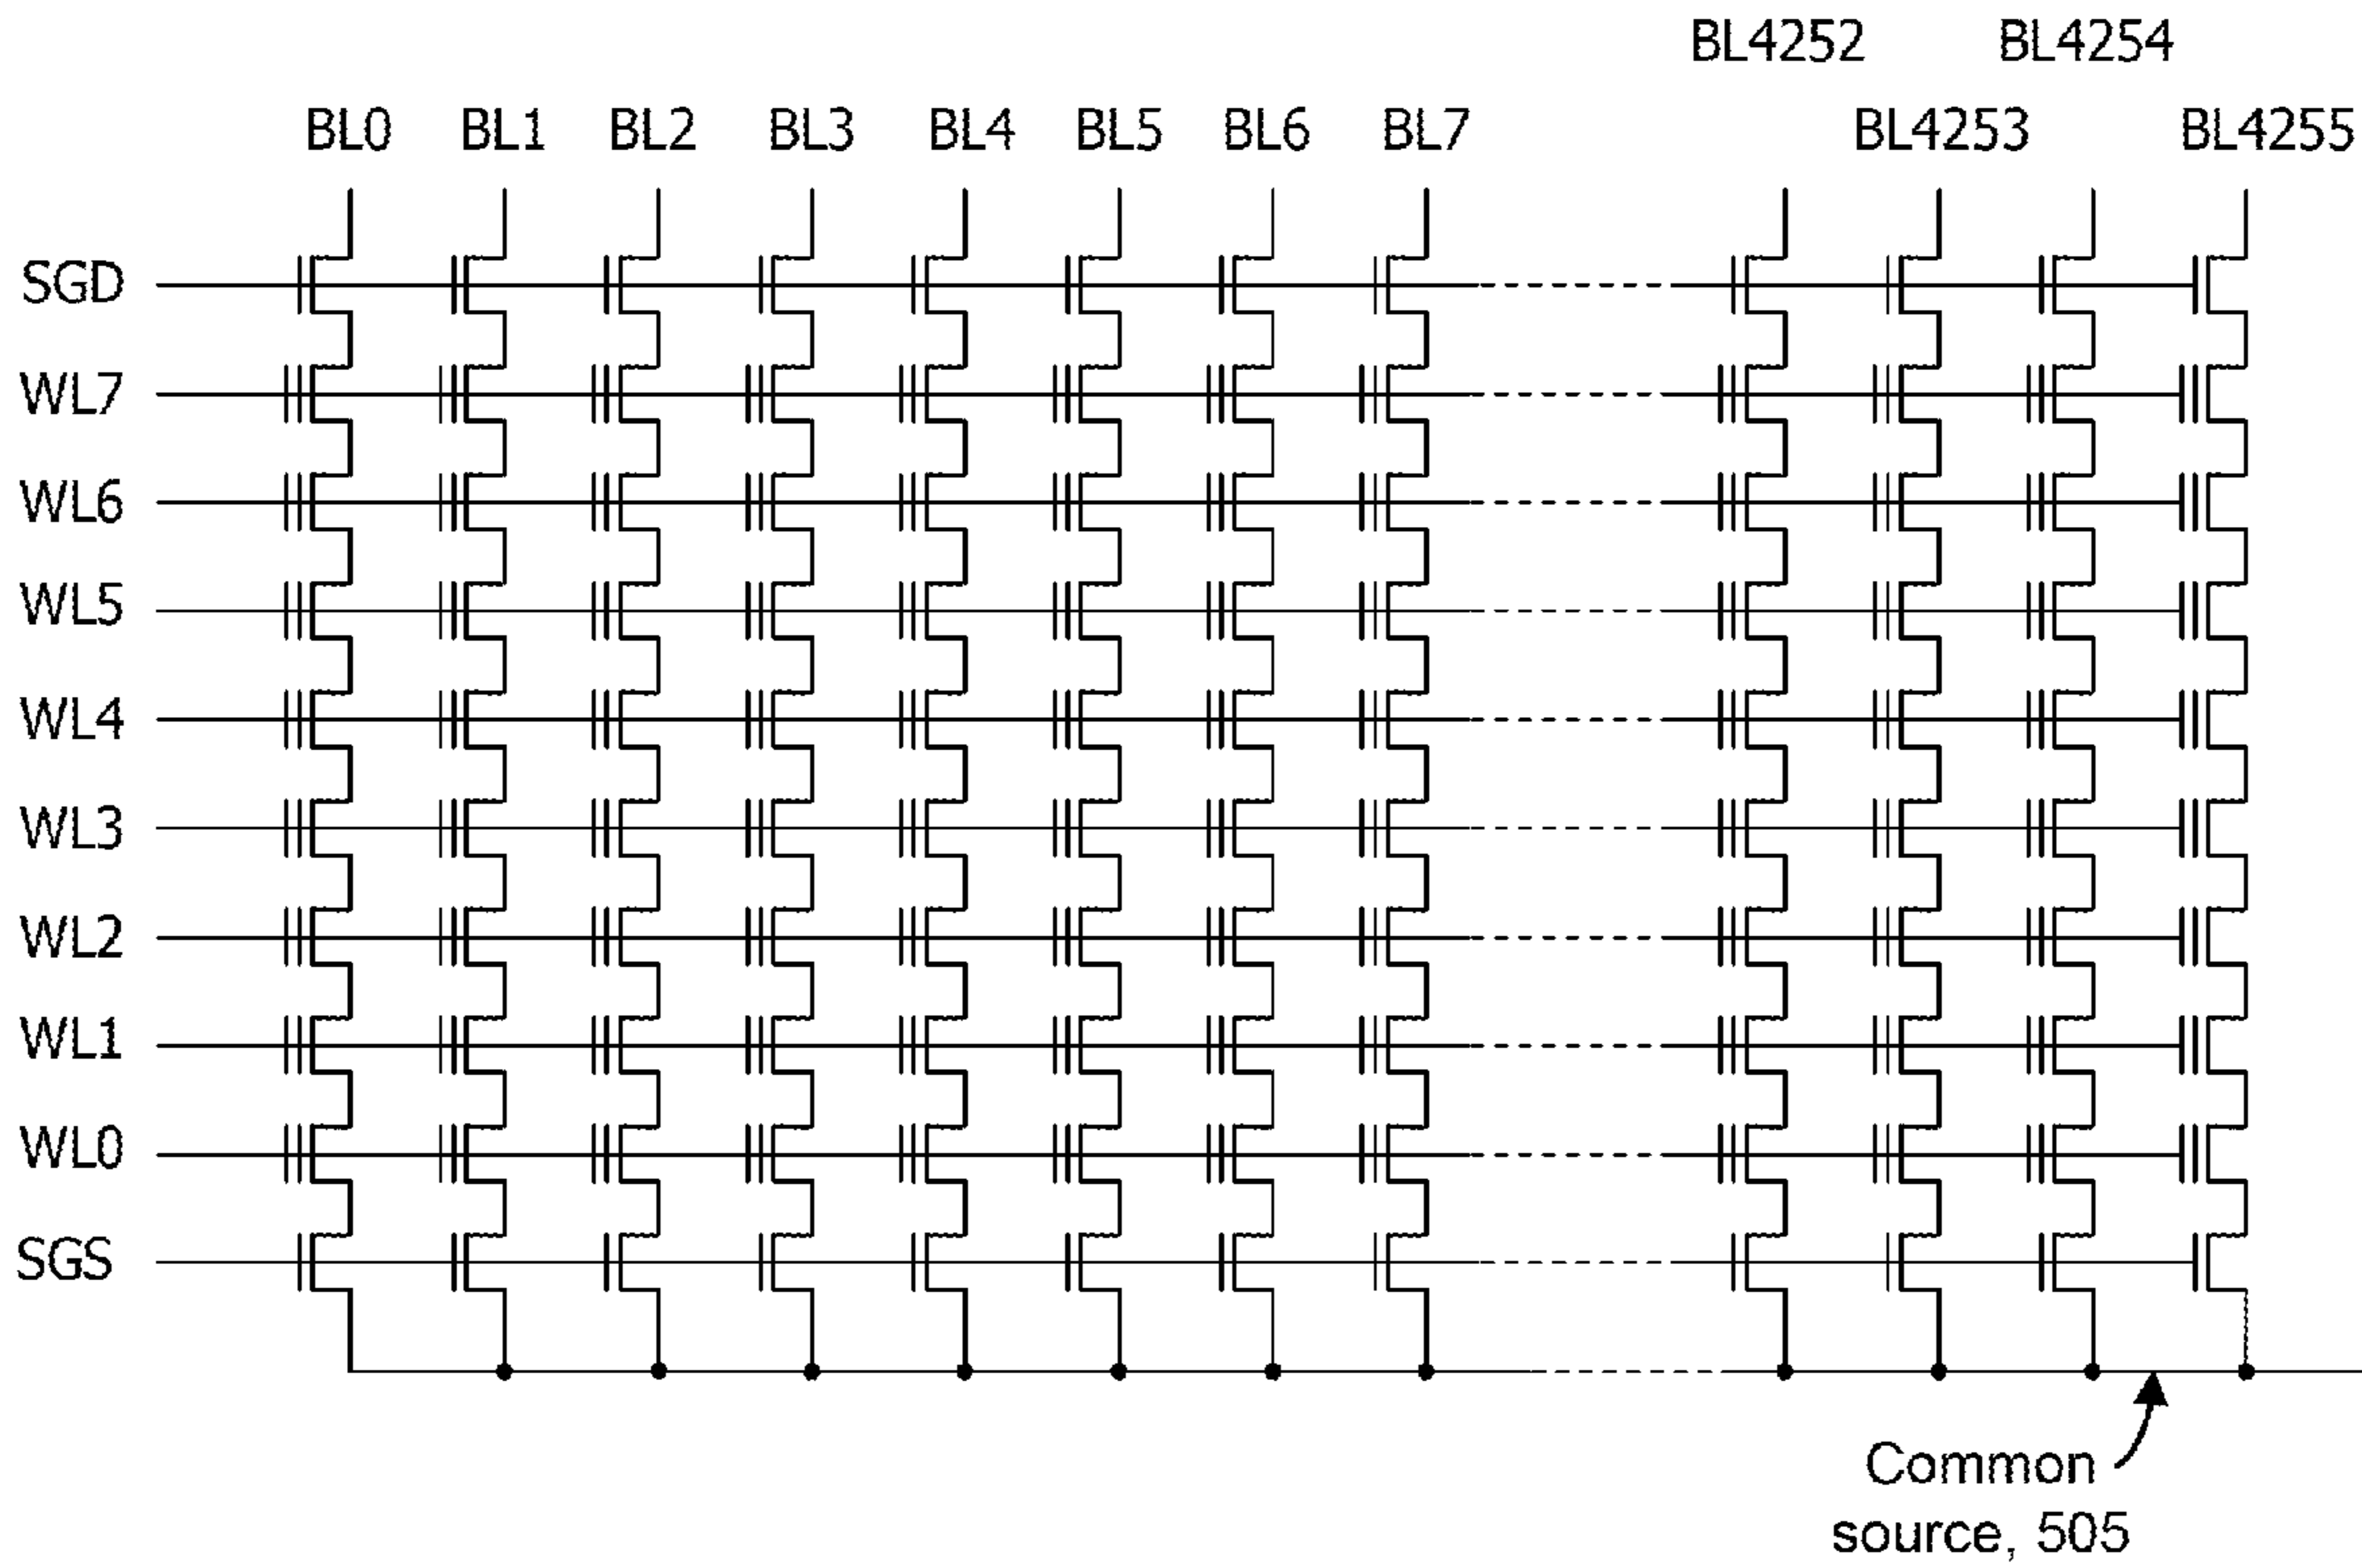 BL4252 BL4254
BL0 BL1 BL2 BL3 BL4 BL5 BL6 BL7 BL4253 BL4255
SGD
WL7
WL6
WL5
WL4
WL3
WL2
WL1
WL0
SGS
Common
source, 505